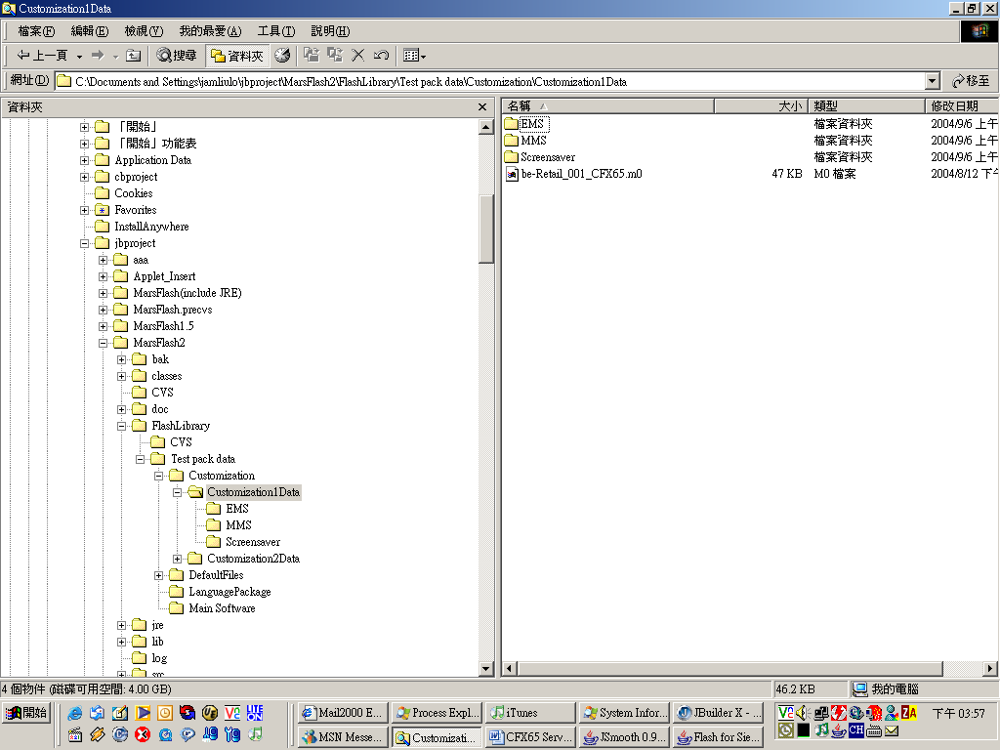 Customization1Data
檔案(F) 編輯(E) 檢視(V) 我的最愛(A) 工具(T) 說明(H)
上一頁 搜尋 資料夾
網址(D) C:\Documents and Settings\jamliulo\jbproject\MarsFlash2\FlashLibrary\Test pack data\Customization\Customization1Data 移至
資料夾
「開始」
「開始」功能表
Application Data
cbproject
Cookies
Favorites
InstallAnywhere
jbproject
aaa
Applet_Insert
MarsFlash(include JRE)
MarsFlash.precvs
MarsFlash1.5
MarsFlash2
bak
classes
CVS
doc
FlashLibrary
CVS
Test pack data
Customization
Customization1Data
EMS
MMS
Screensaver
Customization2Data
DefaultFiles
LanguagePackage
Main Software
jre
lib
log
src
名稱 大小 類型 修改日期
EMS 檔案資料夾 2004/9/6 上午
MMS 檔案資料夾 2004/9/6 上午
Screensaver 檔案資料夾 2004/9/6 上午
be-Retail_001_CFX65.m0 47 KB M0 檔案 2004/8/12 下午
4 個物件 (磁碟可用空間: 4.00 GB) 46.2 KB 我的電腦
開始 Mail2000 E... Process Expl... iTunes System Infor... JBuilder X - ... 下午 03:57
MSN Messe... Customizati... CFX65 Serv... JSmooth 0.9... Flash for Sie... CH